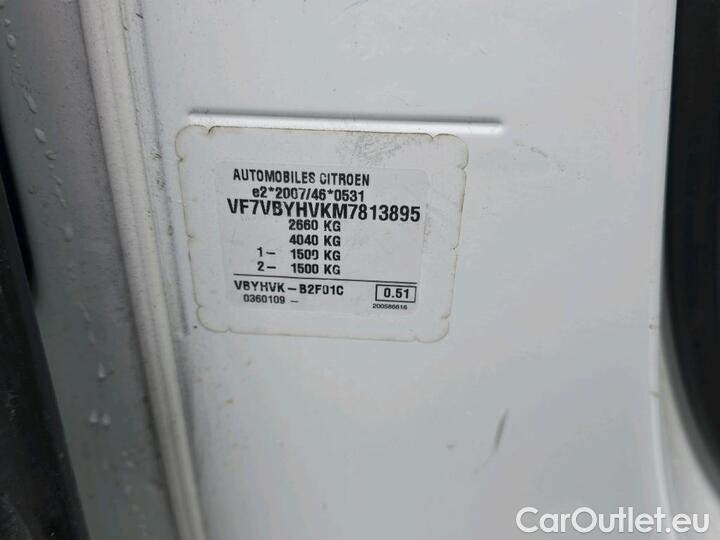 AUTOMOBILES CITROEN
e2*2007/46*0531
VF7VBYHVKM7813895
2660 KG
4040 KG
1- 1500 KG
2- 1500 KG
VBYHVK-B2F01C 0.51
0360109 - 200586616
CarOutlet.eu